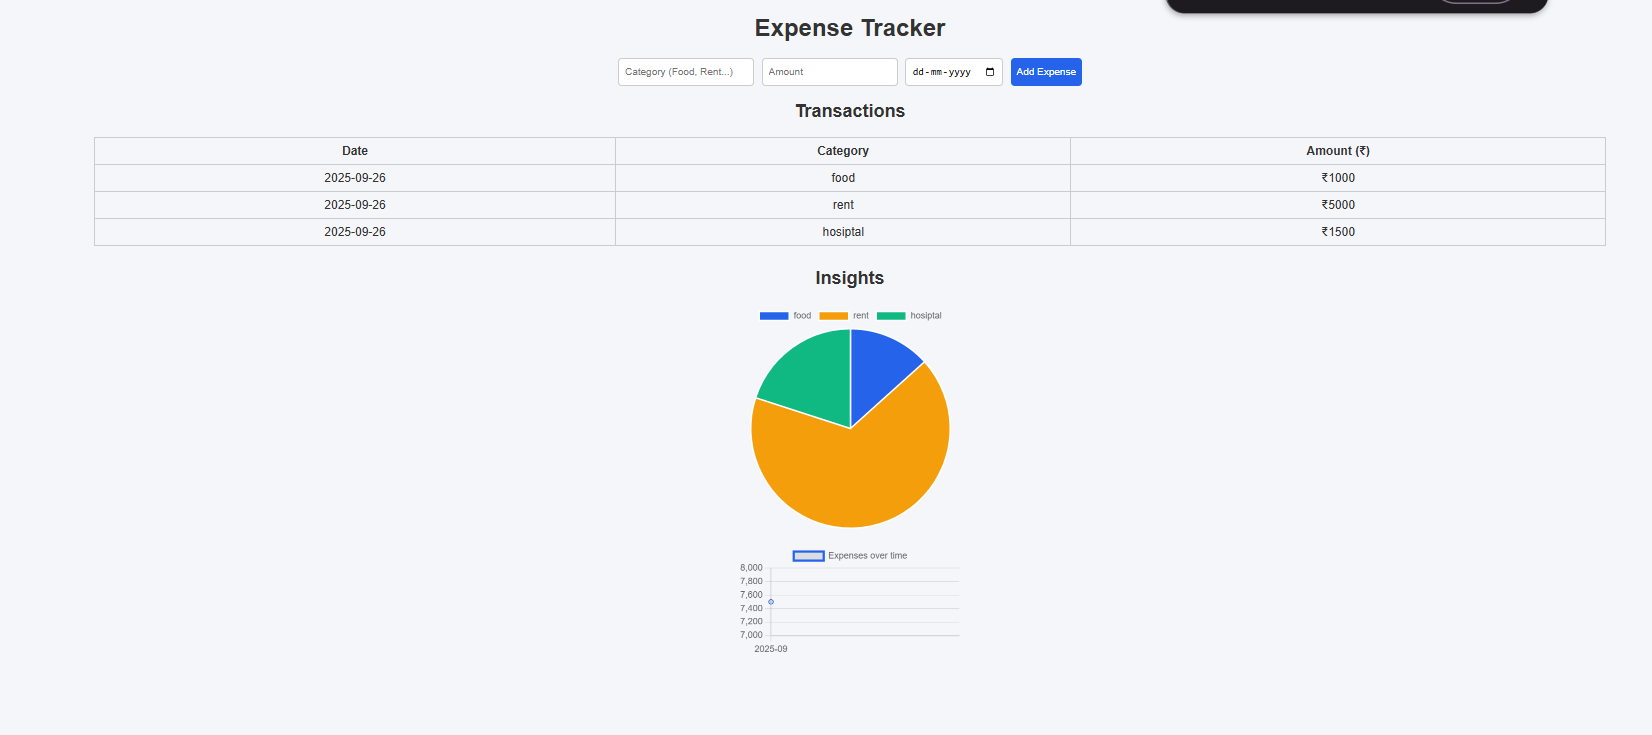 Expense Tracker
Category (Food, Rent...) Amount dd-mm-yyyy Add Expense
Transactions
Date Category Amount (₹)
2025-09-26 food ₹1000
2025-09-26 rent ₹5000
2025-09-26 hosiptal ₹1500
Insights
food rent hosiptal
Expenses over time
8,000
7,800
7,600
7,400
7,200
7,000
2025-09